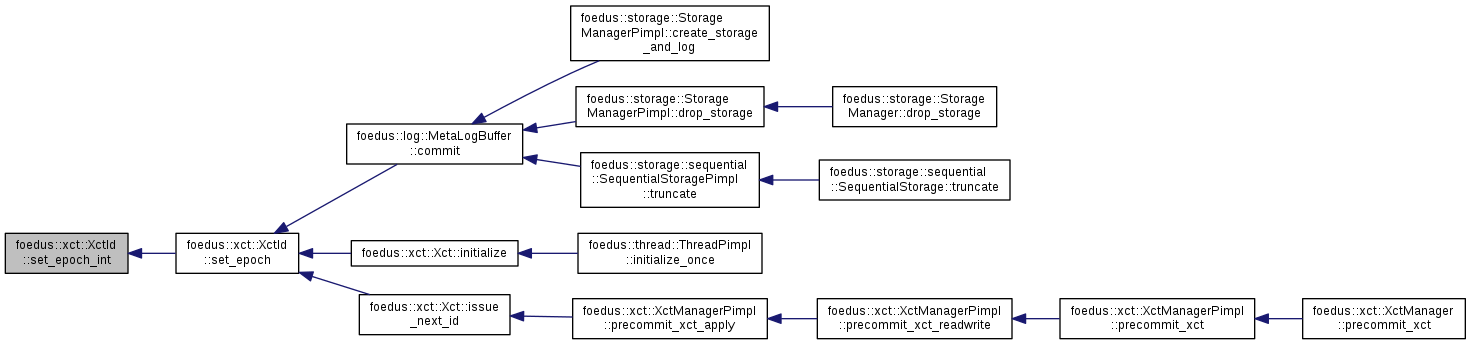 foedus::storage::Storage
ManagerPimpl::create_storage
_and_log
foedus::storage::Storage
ManagerPimpl::drop_storage
foedus::storage::Storage
Manager::drop_storage
foedus::log::MetaLogBuffer
::commit
foedus::storage::sequential
::SequentialStoragePimpl
::truncate
foedus::storage::sequential
::SequentialStorage::truncate
foedus::xct::XctId
::set_epoch_int
foedus::xct::XctId
::set_epoch
foedus::xct::Xct::initialize
foedus::thread::ThreadPimpl
::initialize_once
foedus::xct::Xct::issue
_next_id
foedus::xct::XctManagerPimpl
::precommit_xct_apply
foedus::xct::XctManagerPimpl
::precommit_xct_readwrite
foedus::xct::XctManagerPimpl
::precommit_xct
foedus::xct::XctManager
::precommit_xct